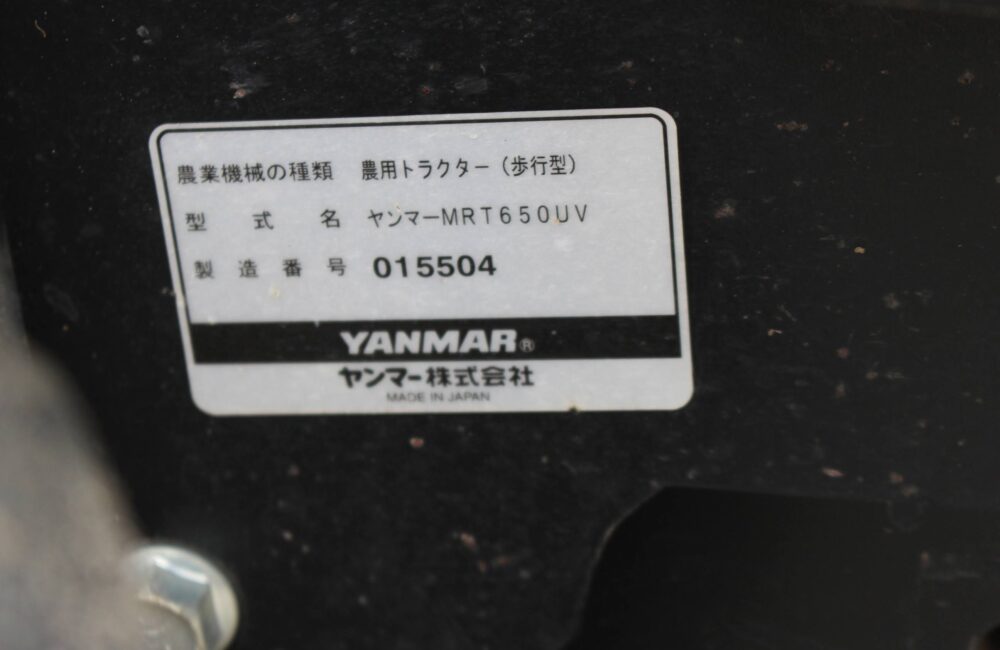 農業機械の種類 農用トラクター(歩行型)
型式名 ヤンマーMRT650UV
製造番号 015504
YANMAR®
ヤンマー株式会社
MADE IN JAPAN